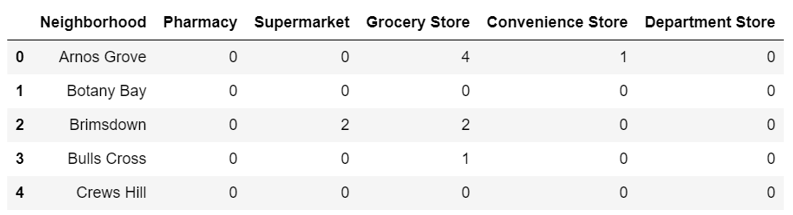 Neighborhood Pharmacy Supermarket Grocery Store Convenience Store Department Store
0 Arnos Grove 0 0 4 1 0
1 Botany Bay 0 0 0 0 0
2 Brimsdown 0 2 2 0 0
3 Bulls Cross 0 0 1 0 0
4 Crews Hill 0 0 0 0 0